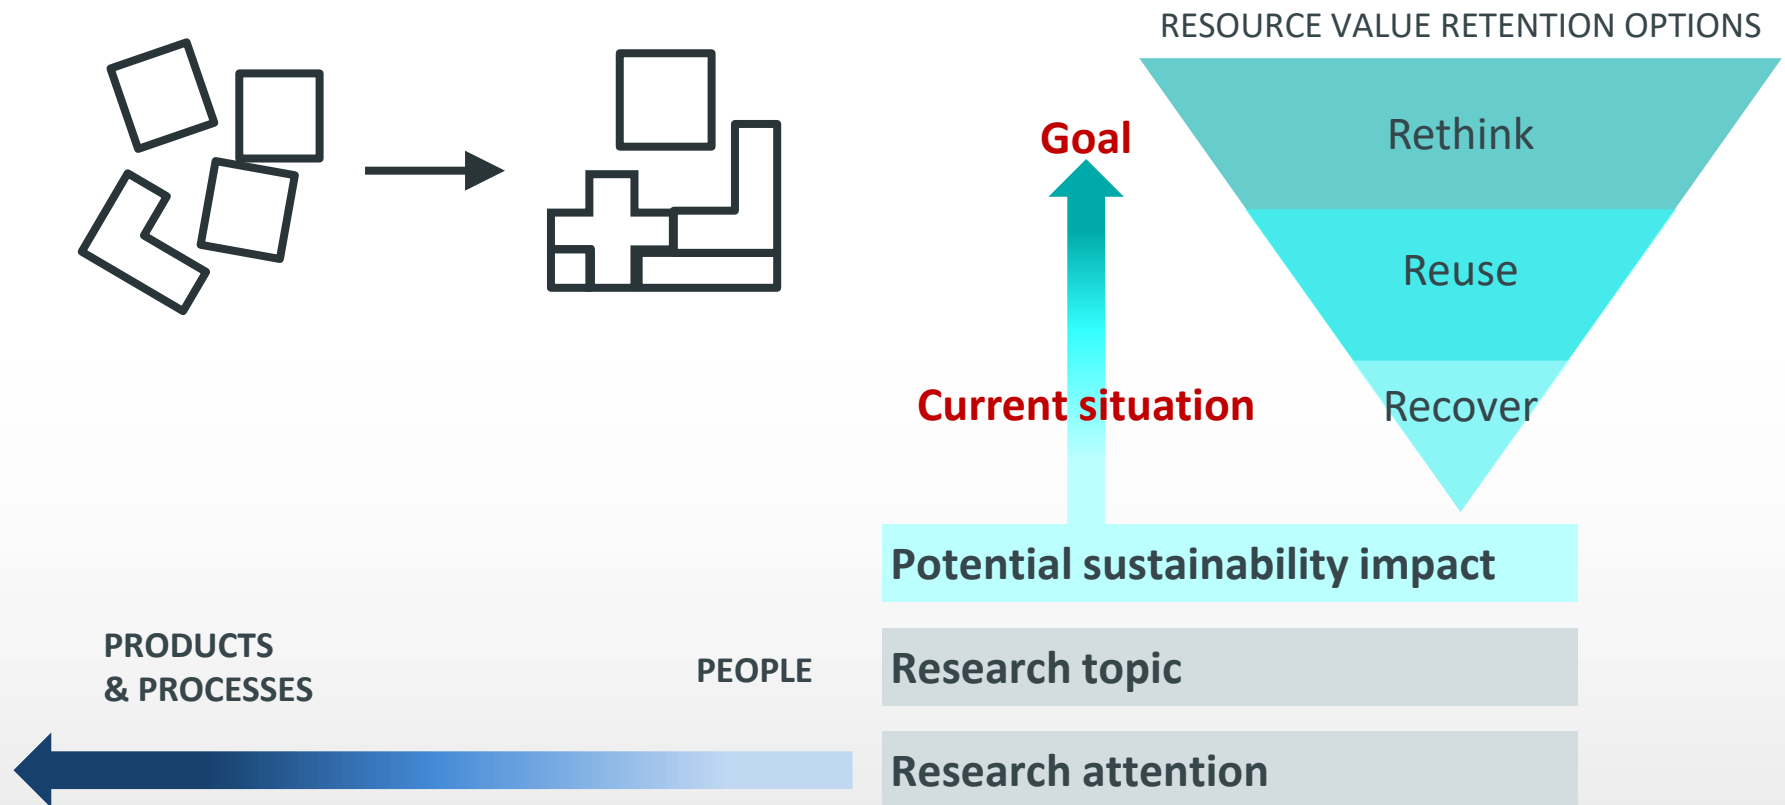 RESOURCE VALUE RETENTION OPTIONS
Rethink
Goal
Reuse
Current situation
Recover
Potential sustainability impact
PRODUCTS
& PROCESSES
PEOPLE
Research topic
Research attention